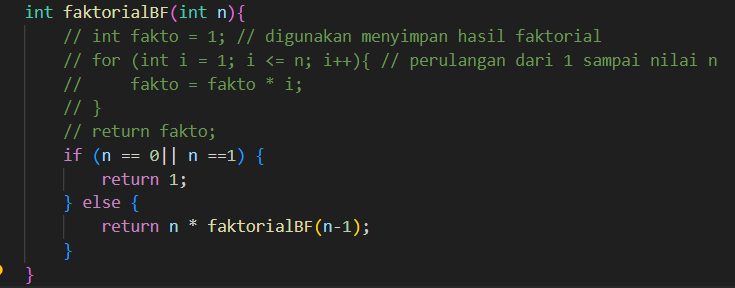 int faktorialBF(int n){
// int fakto = 1; // digunakan menyimpan hasil faktorial
// for (int i = 1; i <= n; i++){ // perulangan dari 1 sampai nilai n
//     fakto = fakto * i;
// }
// return fakto;
if (n == 0|| n ==1) {
return 1;
} else {
return n * faktorialBF(n-1);
}
}